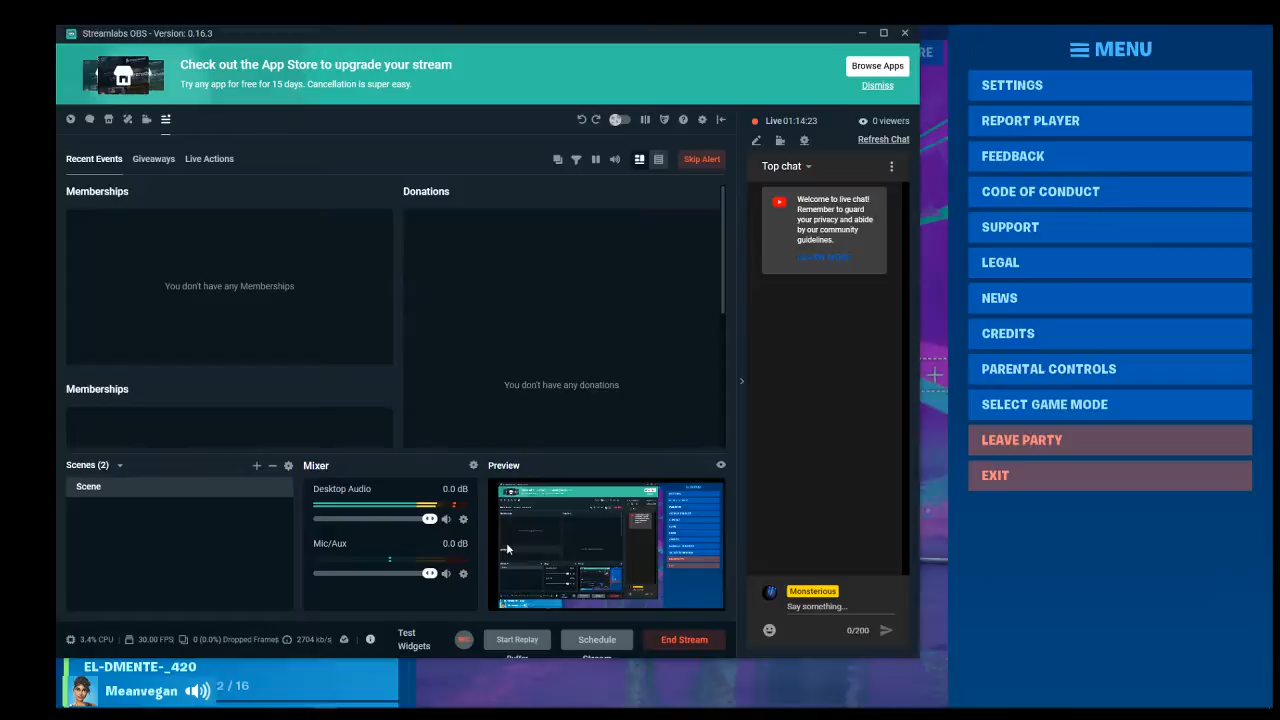 Streamlabs OBS - Version: 0.16.3
Check out the App Store to upgrade your stream
Try any app for free for 15 days. Cancellation is super easy.
Browse Apps
Dismiss
Live 01:14:23
0 viewers
Refresh Chat
Recent Events
Giveaways
Live Actions
Skip Alert
Top chat
Memberships
Donations
Welcome to live chat!
Remember to guard
your privacy and abide
by our community
guidelines.
You don't have any Memberships
You don't have any donations
Memberships
Scenes (2)
Mixer
Preview
Scene
Desktop Audio
0.0 dB
Mic/Aux
0.0 dB
Monsterious
Say something...
0/200
3.4% CPU
30.00 FPS
0 (0.0%) Dropped Frames
2704 kb/s
Test
Widgets
REC
Start Replay
Schedule
End Stream
EL-DMENTE-_420
Meanvegan
2 / 16
RE
MENU
SETTINGS
REPORT PLAYER
FEEDBACK
CODE OF CONDUCT
SUPPORT
LEGAL
NEWS
CREDITS
PARENTAL CONTROLS
SELECT GAME MODE
LEAVE PARTY
EXIT